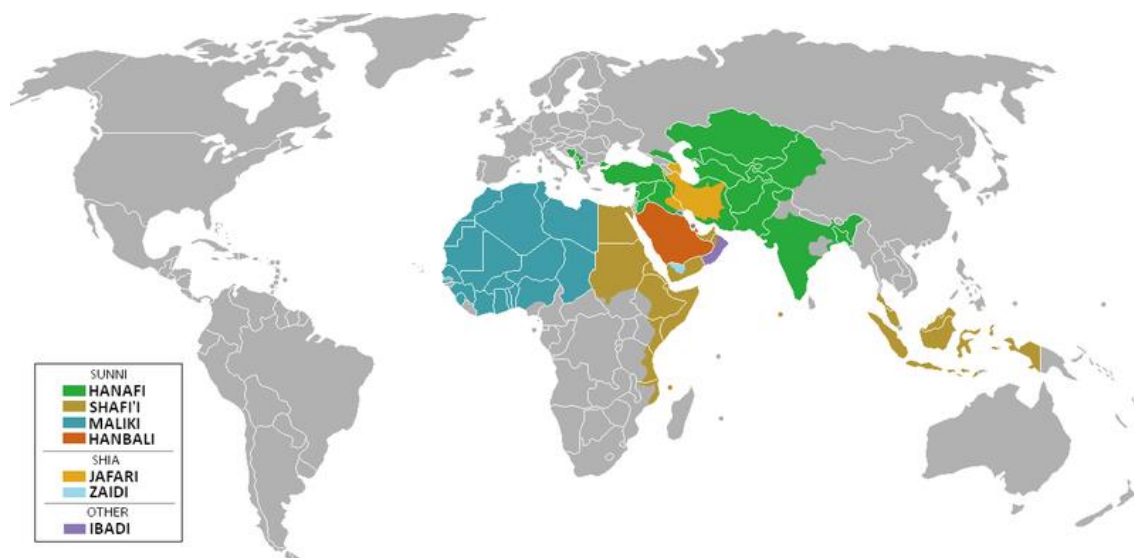 SUNNI
HANAFI
SHAFI'I
MALIKI
HANBALI
SHIA
JAFARI
ZAIDI
OTHER
IBADI